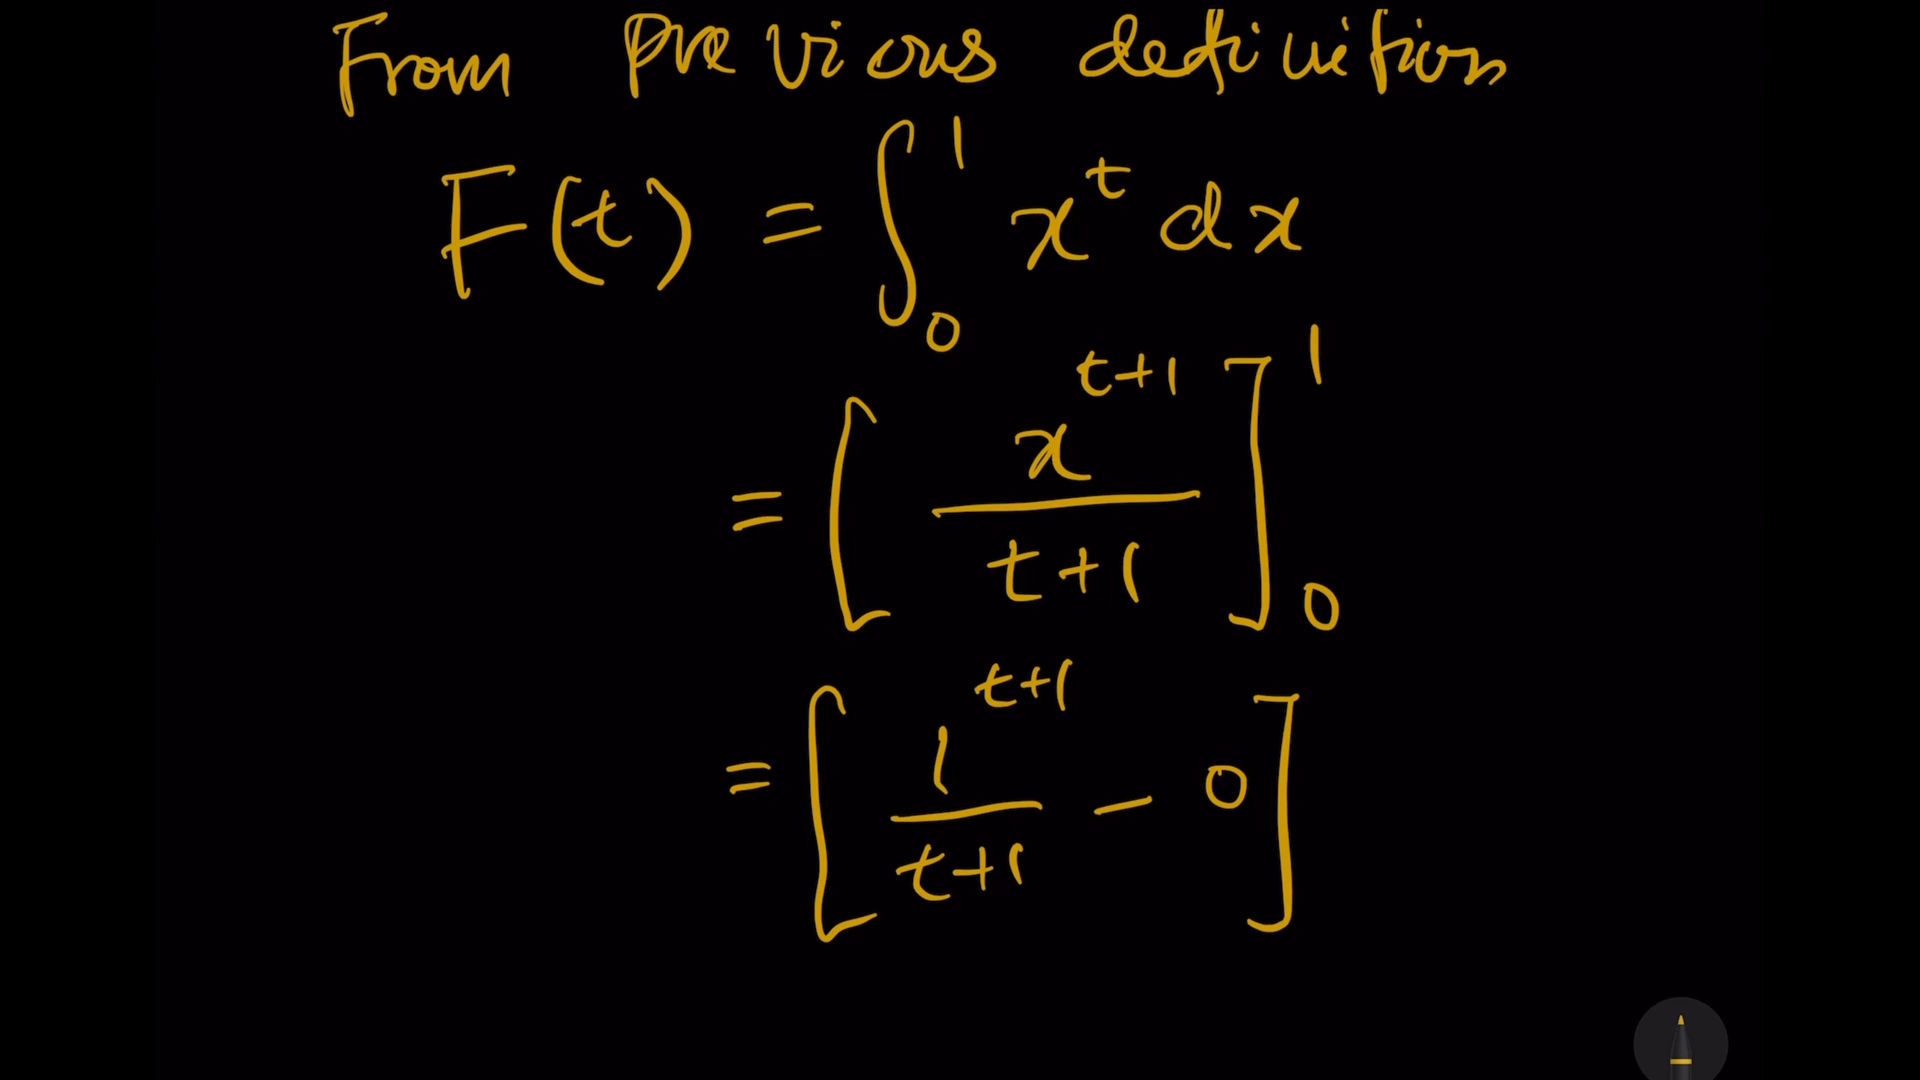 From previous definition
F(t) = ∫₀¹ x^t dx
= [ x^(t+1) / (t+1) ]₀¹
= [ 1^(t+1) / (t+1) − 0 ]